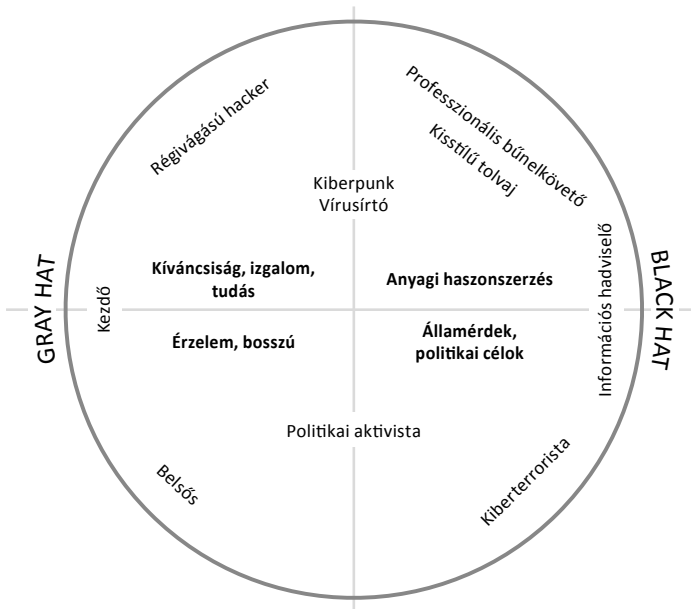 Régivágású hacker
Professzionális bűnelkövető
Kisstílű tolvaj
Kiberpunk
Vírusírtó
Kíváncsiság, izgalom,
tudás
Anyagi haszonszerzés
GRAY HAT
Kezdő
Információs hadviselő
BLACK HAT
Érzelem, bosszú
Államérdek,
politikai célok
Politikai aktivista
Belsős
Kiberterrorista